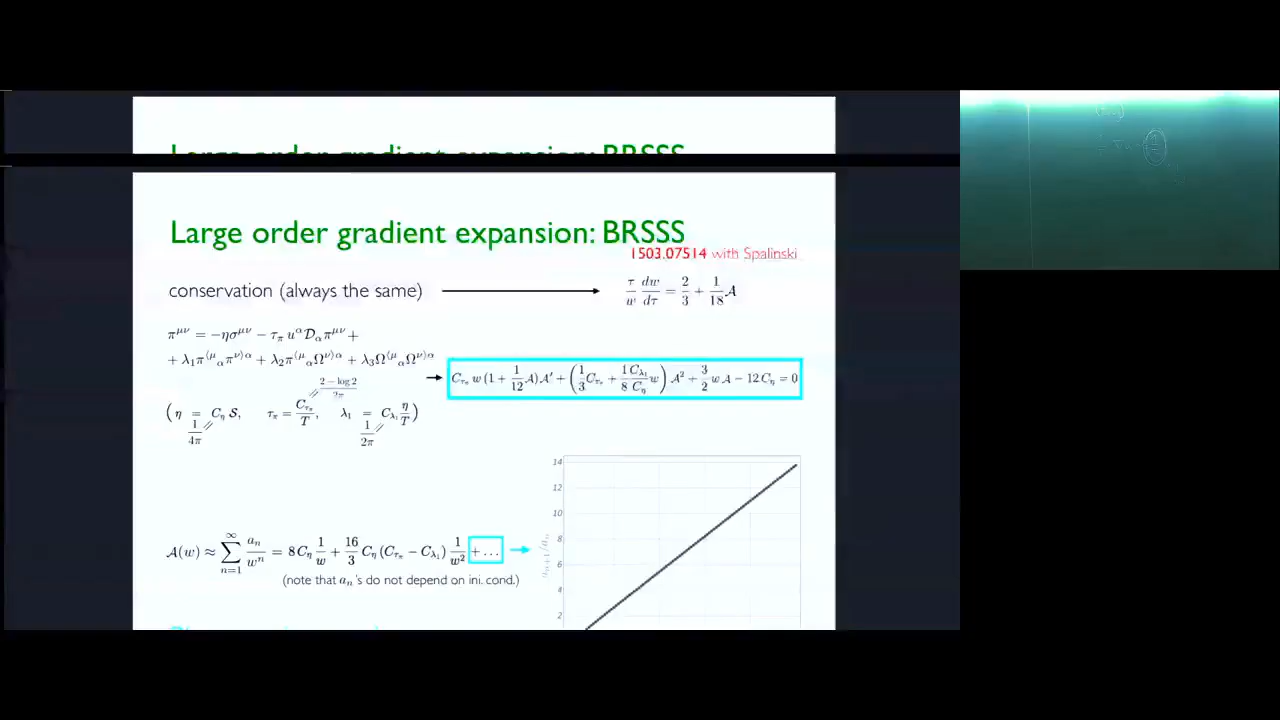 Large order gradient expansion: BRSSS
Large order gradient expansion: BRSSS
1503.07514 with Spalinski
conservation (always the same) ⟶ τ/w dw/dτ = 2/3 + 1/18 𝒜
π^{μν} = −ησ^{μν} − τ_π u^α 𝒟_α π^{μν} +
+ λ_1 π^{⟨μ}_α π^{ν⟩α} + λ_2 π^{⟨μ}_α Ω^{ν⟩α} + λ_3 Ω^{⟨μ}_α Ω^{ν⟩α}
→ C_{τ_π} w (1 + 1/12 𝒜) 𝒜′ + (1/3 C_{τ_π} + 1/8 C_{λ_1}/C_η w) 𝒜^2 + 3/2 w 𝒜 − 12 C_η = 0
2 − log 2 / 2π
(η = C_η 𝒮, τ_π = C_{τ_π}/T, λ_1 = C_{λ_1} η/T)
1/4π 1/2π
𝒜(w) ≈ ∑_{n=1}^{∞} a_n/w^n = 8 C_η 1/w + 16/3 C_η (C_{τ_π} − C_{λ_1}) 1/w^2 + … →
(note that a_n's do not depend on ini. cond.)
14
12
10
8
6
4
2
a_{n+1}/a_n